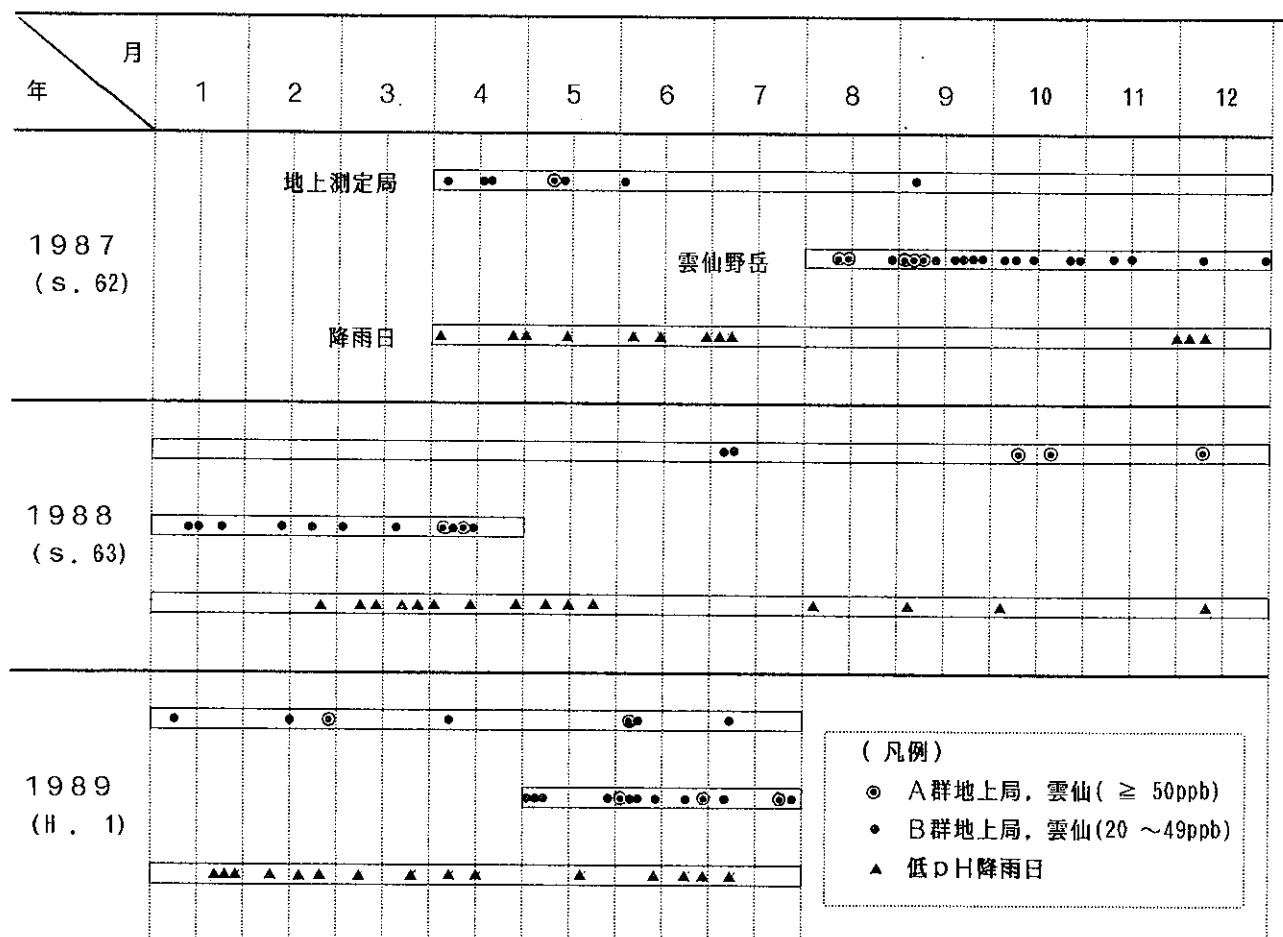 月
年
1 2 3 4 5 6 7 8 9 10 11 12
地上測定局
1987
(s. 62)
雲仙野岳
降雨日
1988
(s. 63)
1989
(H. 1)
(凡例)
◉ A群地上局, 雲仙( ≧ 50ppb)
● B群地上局, 雲仙(20 ～49ppb)
▲ 低pH降雨日